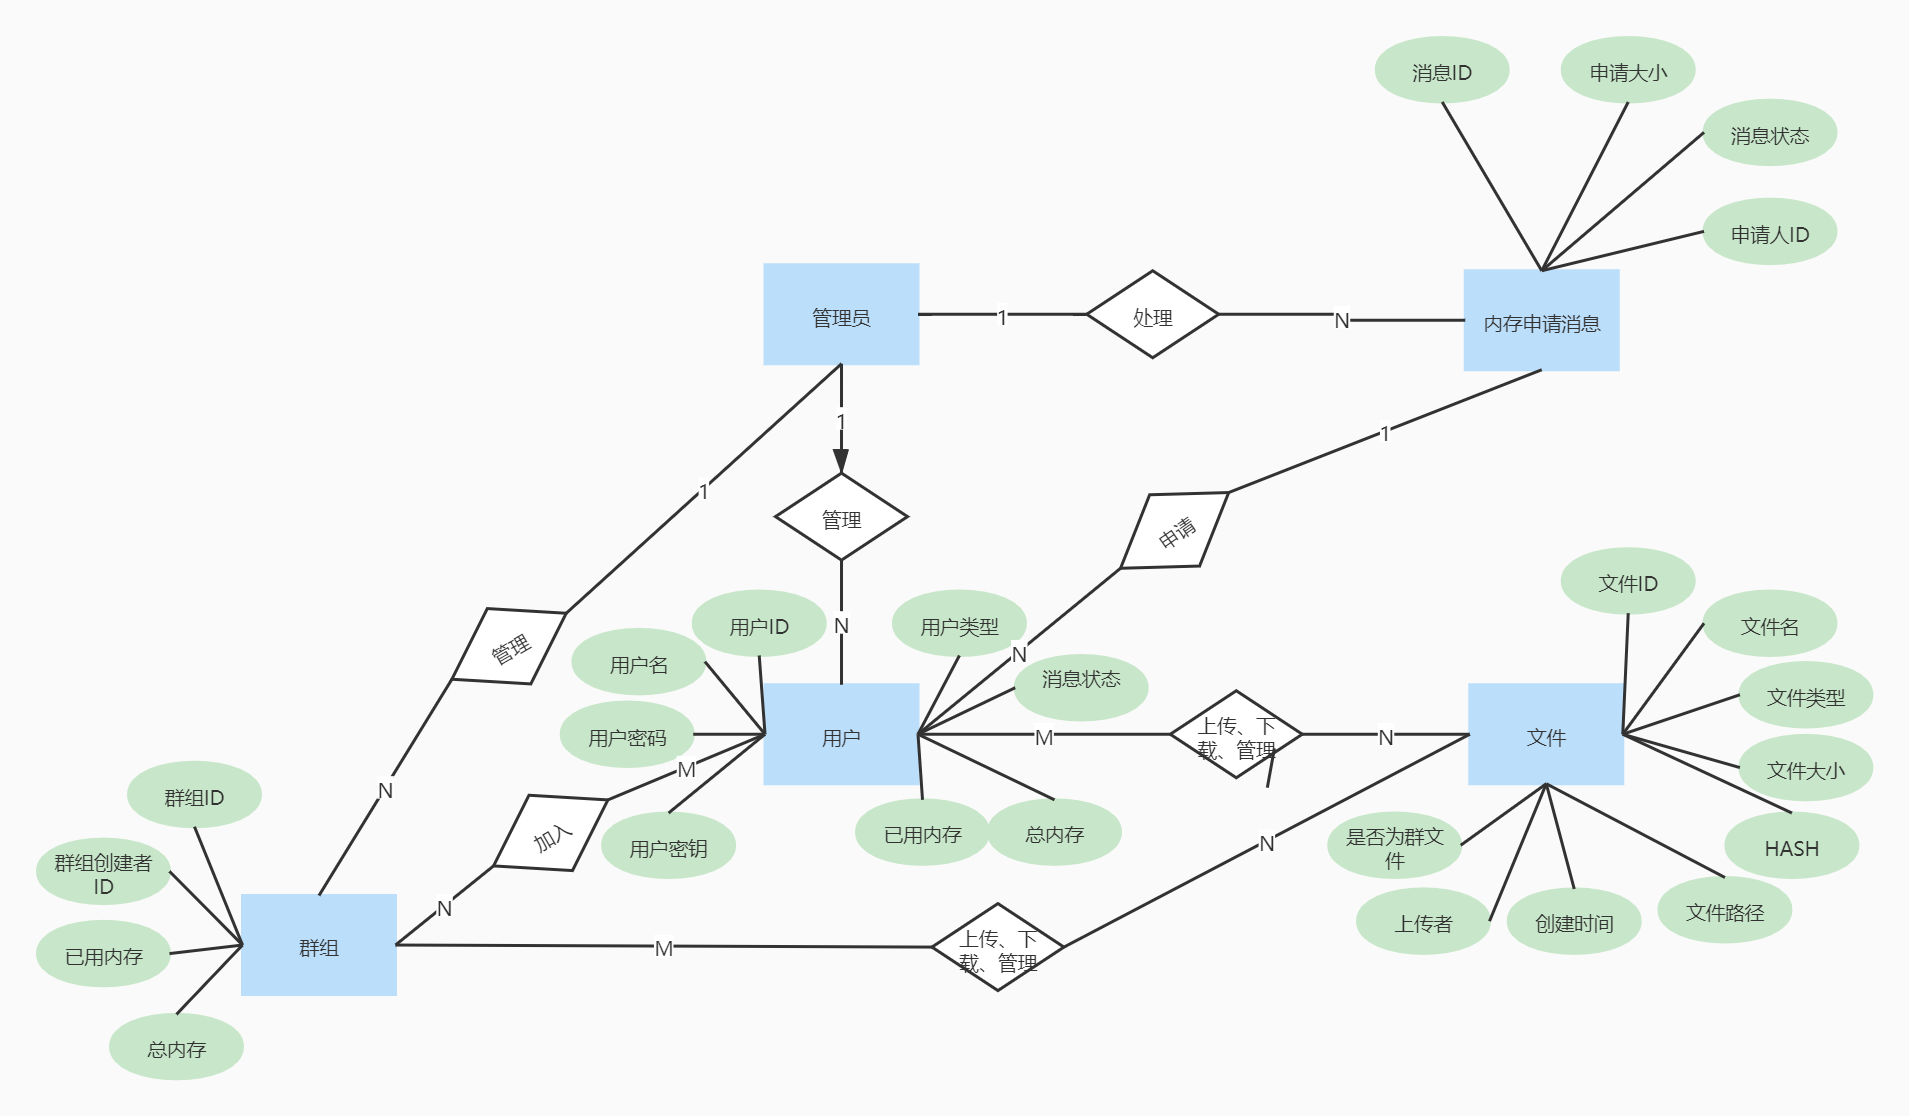 消息ID
申请大小
消息状态
申请人ID
管理员
1
处理
N
内存申请消息
1
1
1
管理
申请
文件ID
用户ID
N
用户类型
文件名
管理
用户名
N
消息状态
文件类型
用户密码
用户
M
上传、下
载、管理
N
文件
文件大小
M
N
群组ID
加入
用户密钥
已用内存
总内存
N
是否为群文
件
HASH
群组创建者
ID
N
上传者
创建时间
文件路径
已用内存
群组
M
上传、下
载、管理
总内存